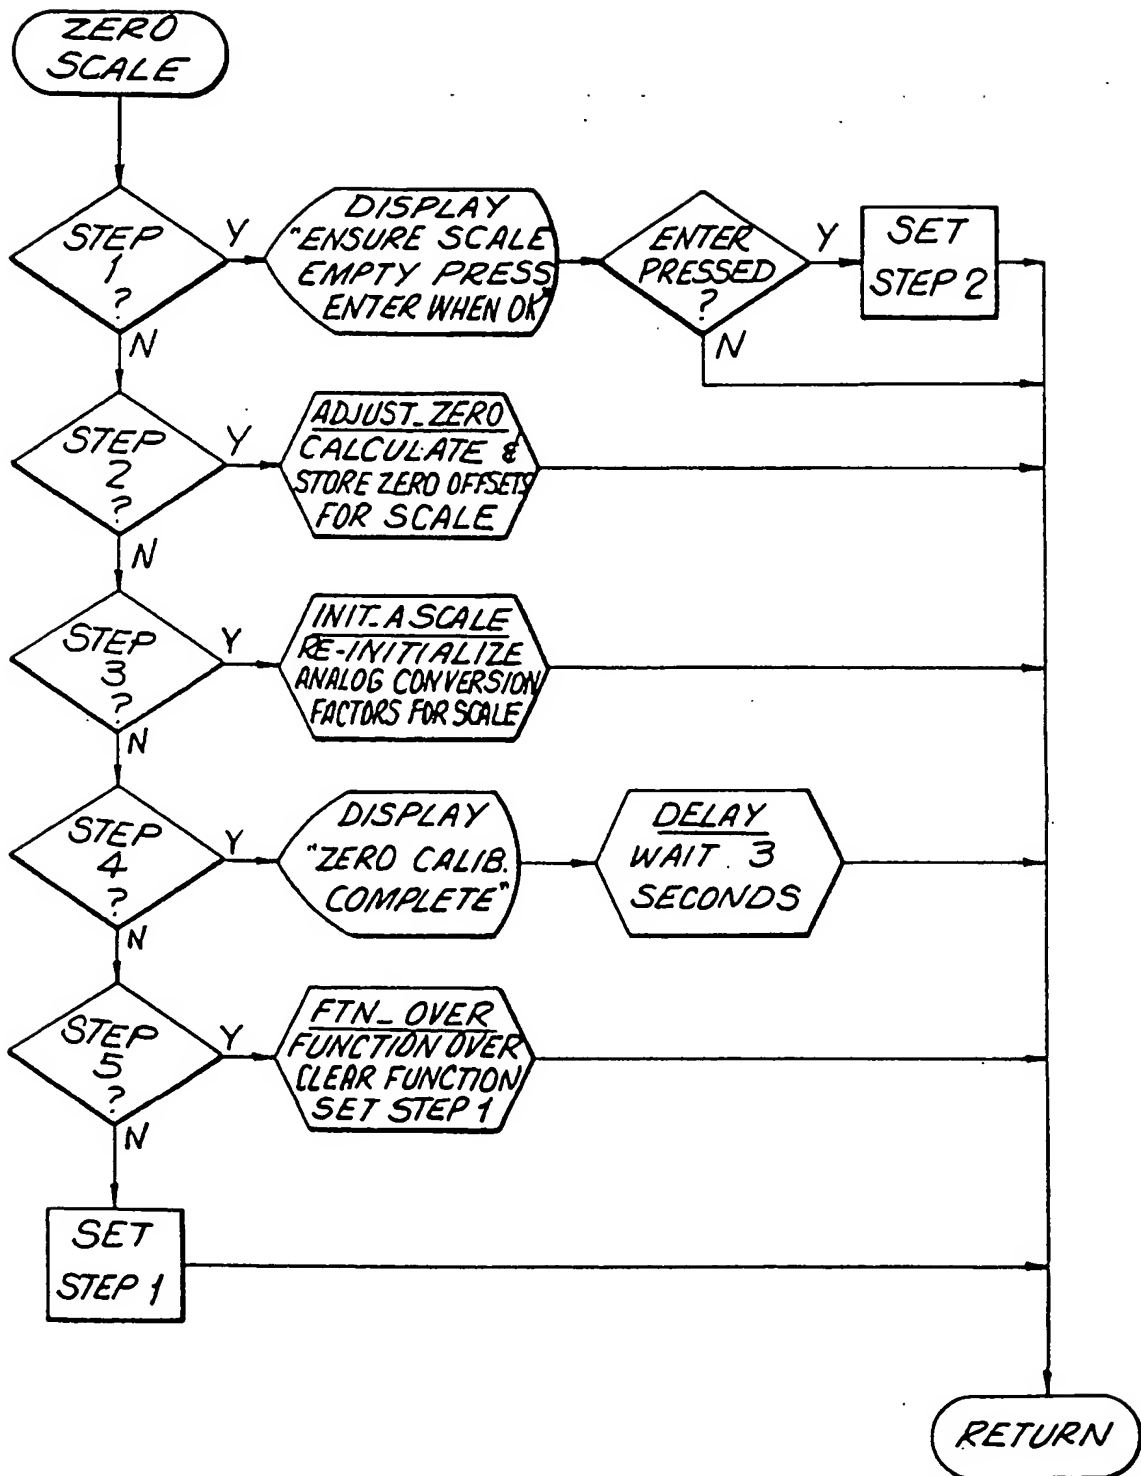 ZERO
SCALE
STEP
1
?
Y
DISPLAY
"ENSURE SCALE
EMPTY PRESS
ENTER WHEN OK"
ENTER
PRESSED
?
Y
SET
STEP 2
N
N
STEP
2
?
Y
ADJUST_ZERO
CALCULATE &
STORE ZERO OFFSETS
FOR SCALE
N
STEP
3
?
Y
INIT_A SCALE
RE-INITIALIZE
ANALOG CONVERSION
FACTORS FOR SCALE
N
STEP
4
?
Y
DISPLAY
"ZERO CALIB.
COMPLETE"
DELAY
WAIT 3
SECONDS
N
STEP
5
?
Y
FTN_OVER
FUNCTION OVER
CLEAR FUNCTION
SET STEP 1
N
SET
STEP 1
RETURN